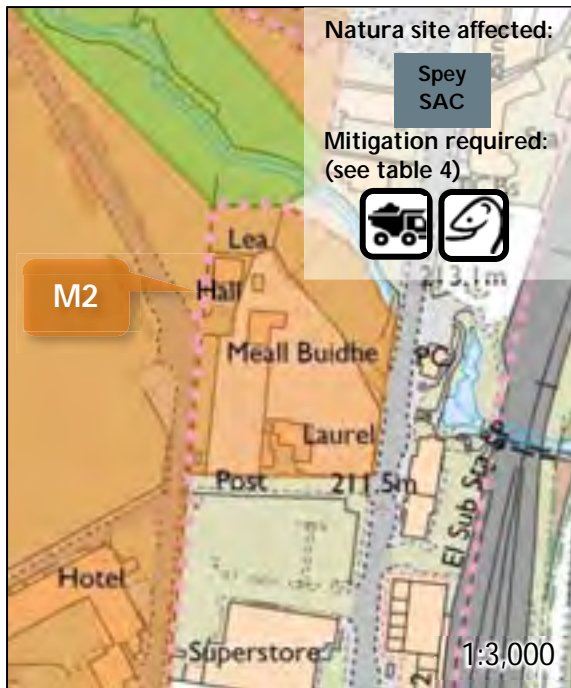 Natura site affected:
Spey
SAC
Mitigation required:
(see table 4)
213.1m
Lea
M2
Hall
Meall Buidhe
PC
Laurel
Post
211.5m
El Sub Sta
Hotel
Superstore
2
1:3,000